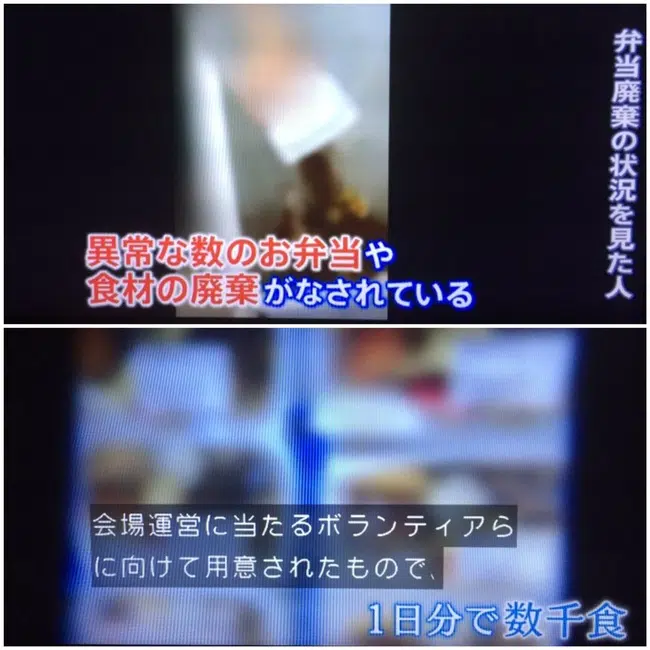 弁当廃棄の状況を見た人
異常な数のお弁当や
食材の廃棄がなされている
会場運営に当たるボランティアら
に向けて用意されたもので、
1日分で数千食